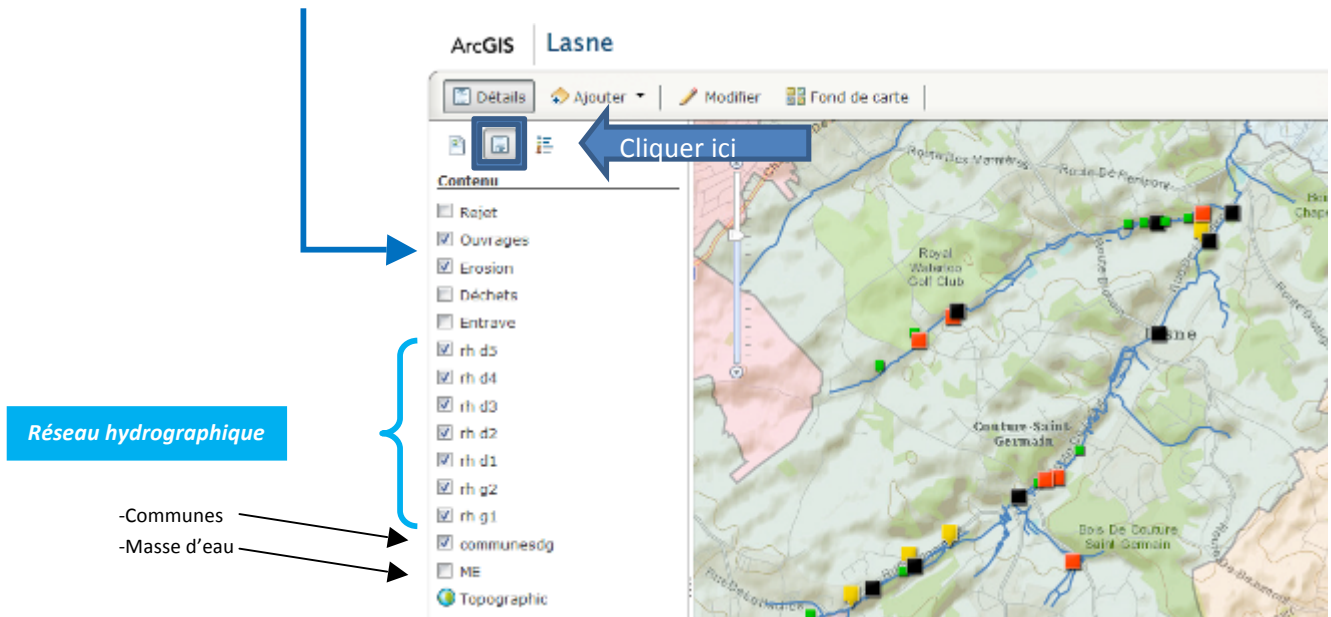 ArcGIS
Lasne
Détails
Ajouter
Modifier
Fond de carte
Cliquer ici
Contenu
Rejet
Ouvrages
Erosion
Déchets
Entrave
rh d5
rh d4
rh d3
rh d2
rh d1
rh g2
rh g1
communesdg
ME
Topographic
Réseau hydrographique
-Communes
-Masse d'eau
Royal
Waterloo
Golf Club
Couture-Saint-
Germain
Bois De Couture
Saint Germain